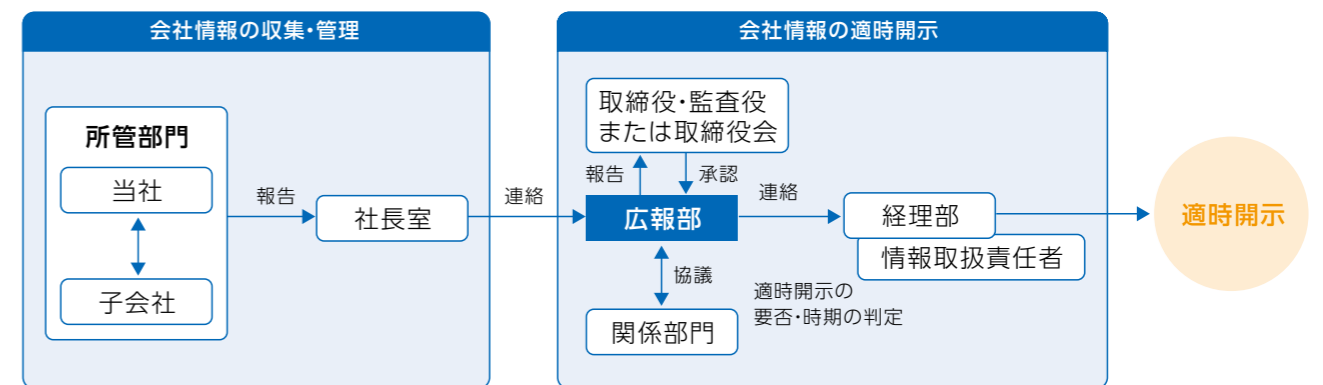 会社情報の収集・管理
所管部門
当社
子会社
報告
社長室
連絡
会社情報の適時開示
取締役・監査役
または取締役会
報告
承認
広報部
協議
関係部門
連絡
経理部
情報取扱責任者
適時開示の
要否・時期の判定
適時開示